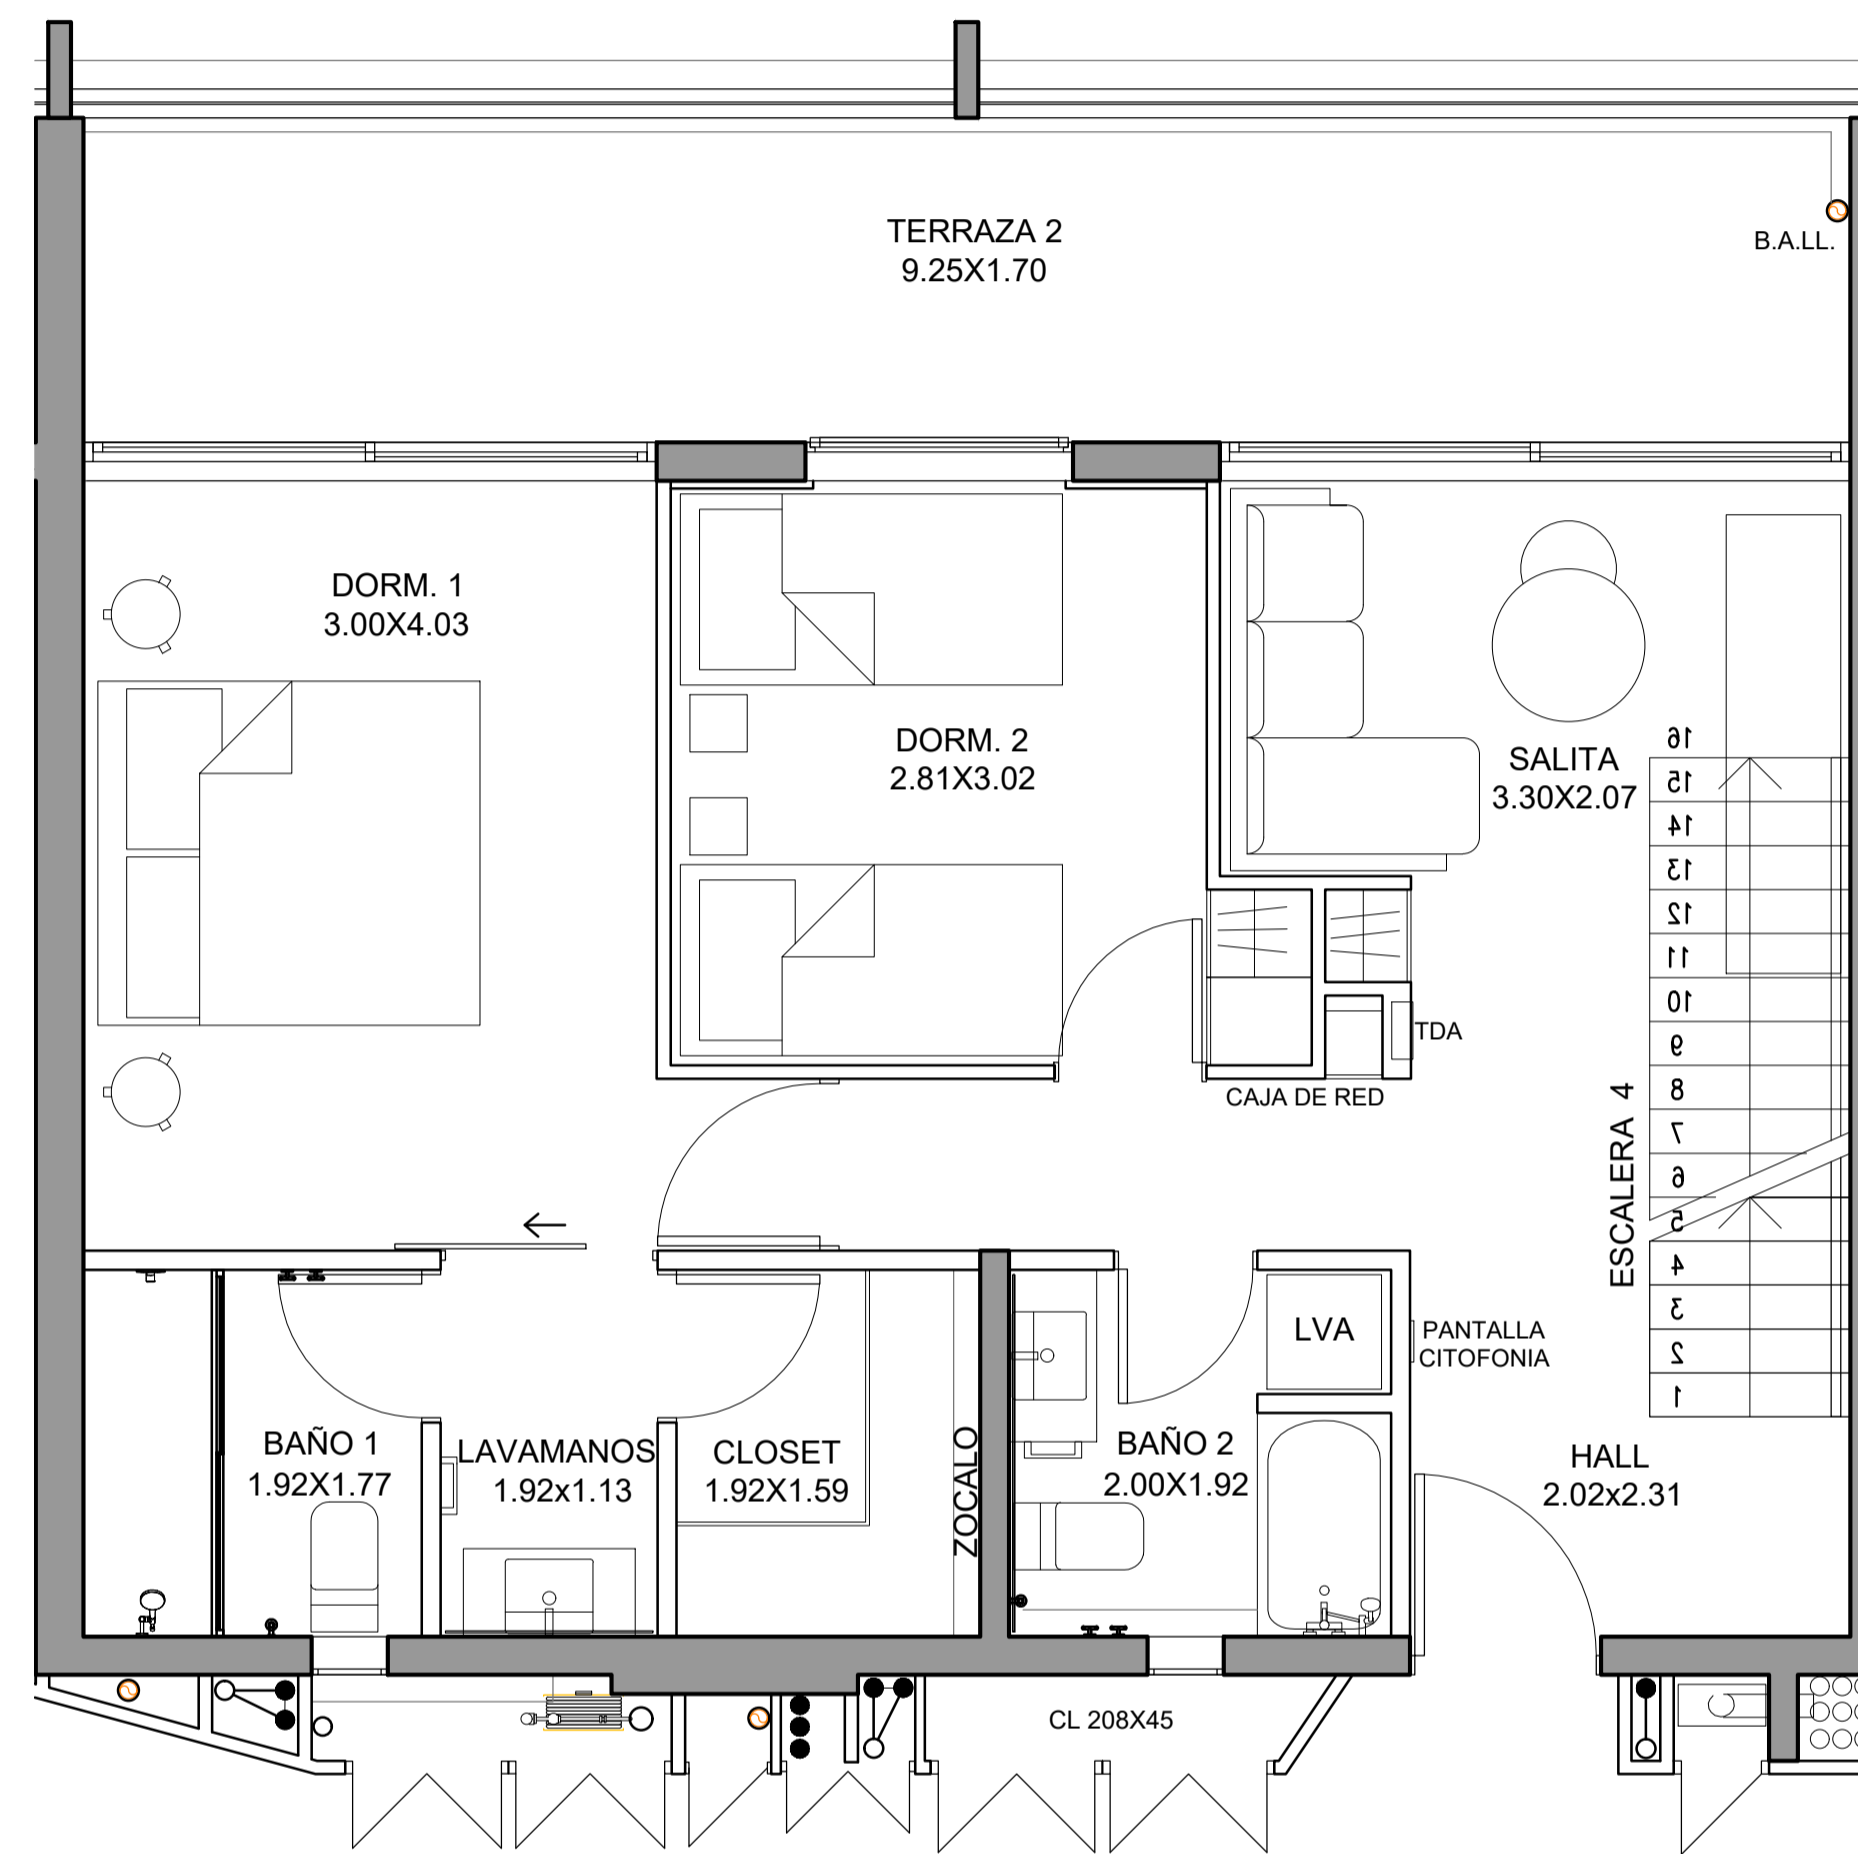 TERRAZA 2
9.25X1.70
B.A.LL.
DORM. 1
3.00X4.03
DORM. 2
2.81X3.02
SALITA
3.30X2.07
16
15
14
13
12
11
10
9
8
7
6
5
4
3
2
1
ESCALERA 4
TDA
CAJA DE RED
LVA
PANTALLA
CITOFONIA
BAÑO 1
1.92X1.77
LAVAMANOS
1.92x1.13
CLOSET
1.92X1.59
ZOCALO
BAÑO 2
2.00X1.92
HALL
2.02x2.31
CL 208X45